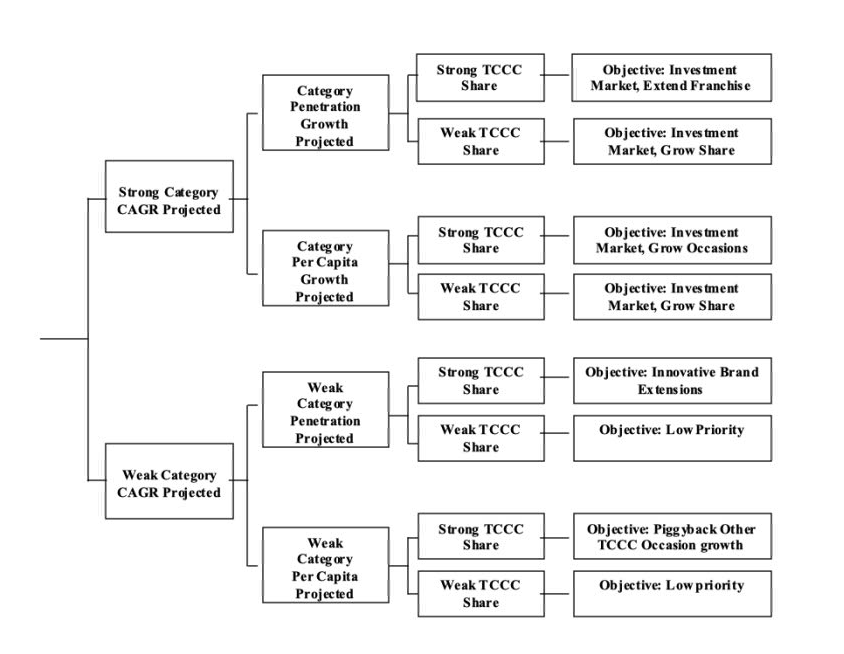 Strong Category
CAGR Projected
Category
Penetration
Growth
Projected
Strong TCCC
Share
Objective: Investment
Market, Extend Franchise
Weak TCCC
Share
Objective: Investment
Market, Grow Share
Category
Per Capita
Growth
Projected
Strong TCCC
Share
Objective: Investment
Market, Grow Occasions
Weak TCCC
Share
Objective: Investment
Market, Grow Share
Weak Category
CAGR Projected
Weak
Category
Penetration
Projected
Strong TCCC
Share
Objective: Innovative Brand
Extensions
Weak TCCC
Share
Objective: Low Priority
Weak
Category
Per Capita
Projected
Strong TCCC
Share
Objective: Piggyback Other
TCCC Occasion growth
Weak TCCC
Share
Objective: Low priority